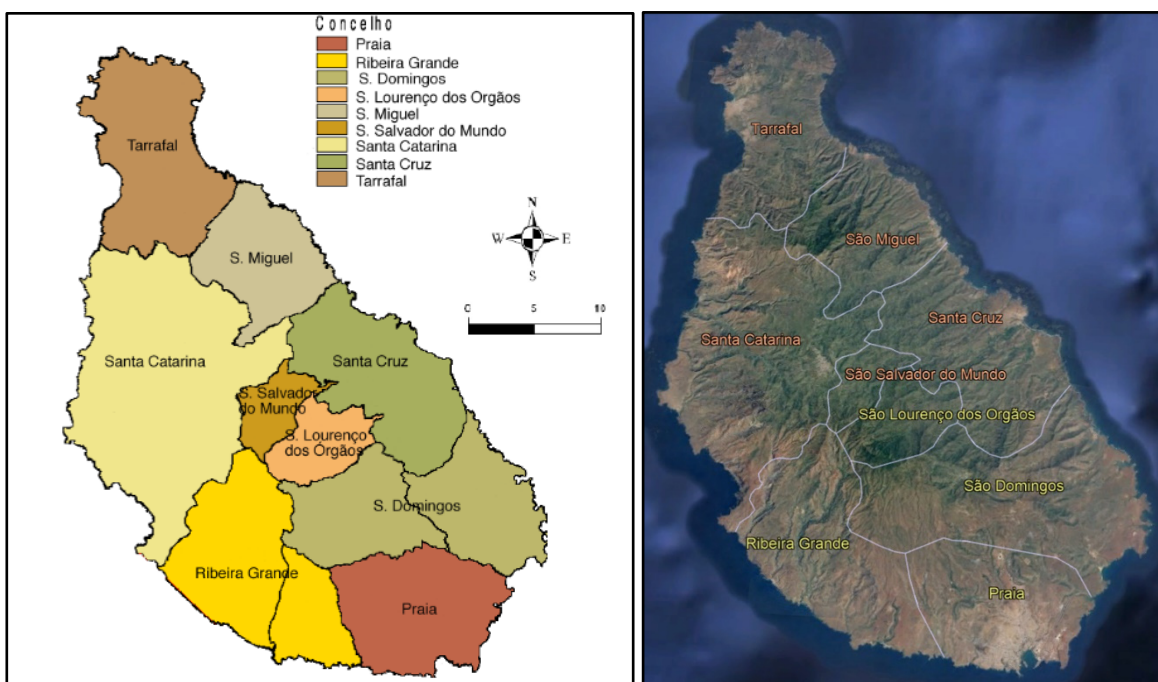 Concelho
Praia
Ribeira Grande
S. Domingos
S. Lourenço dos Orgãos
S. Miguel
S. Salvador do Mundo
Santa Catarina
Santa Cruz
Tarrafal
Tarrafal
S. Miguel
N
W
E
S
0
5
10
Santa Catarina
Santa Cruz
S. Salvador
do Mundo
S. Lourenço
dos Órgãos
S. Domingos
Ribeira Grande
Praia
Tarrafal
São Miguel
Santa Cruz
Santa Catarina
São Salvador do Mundo
São Lourenço dos Orgãos
São Domingos
Ribeira Grande
Praia